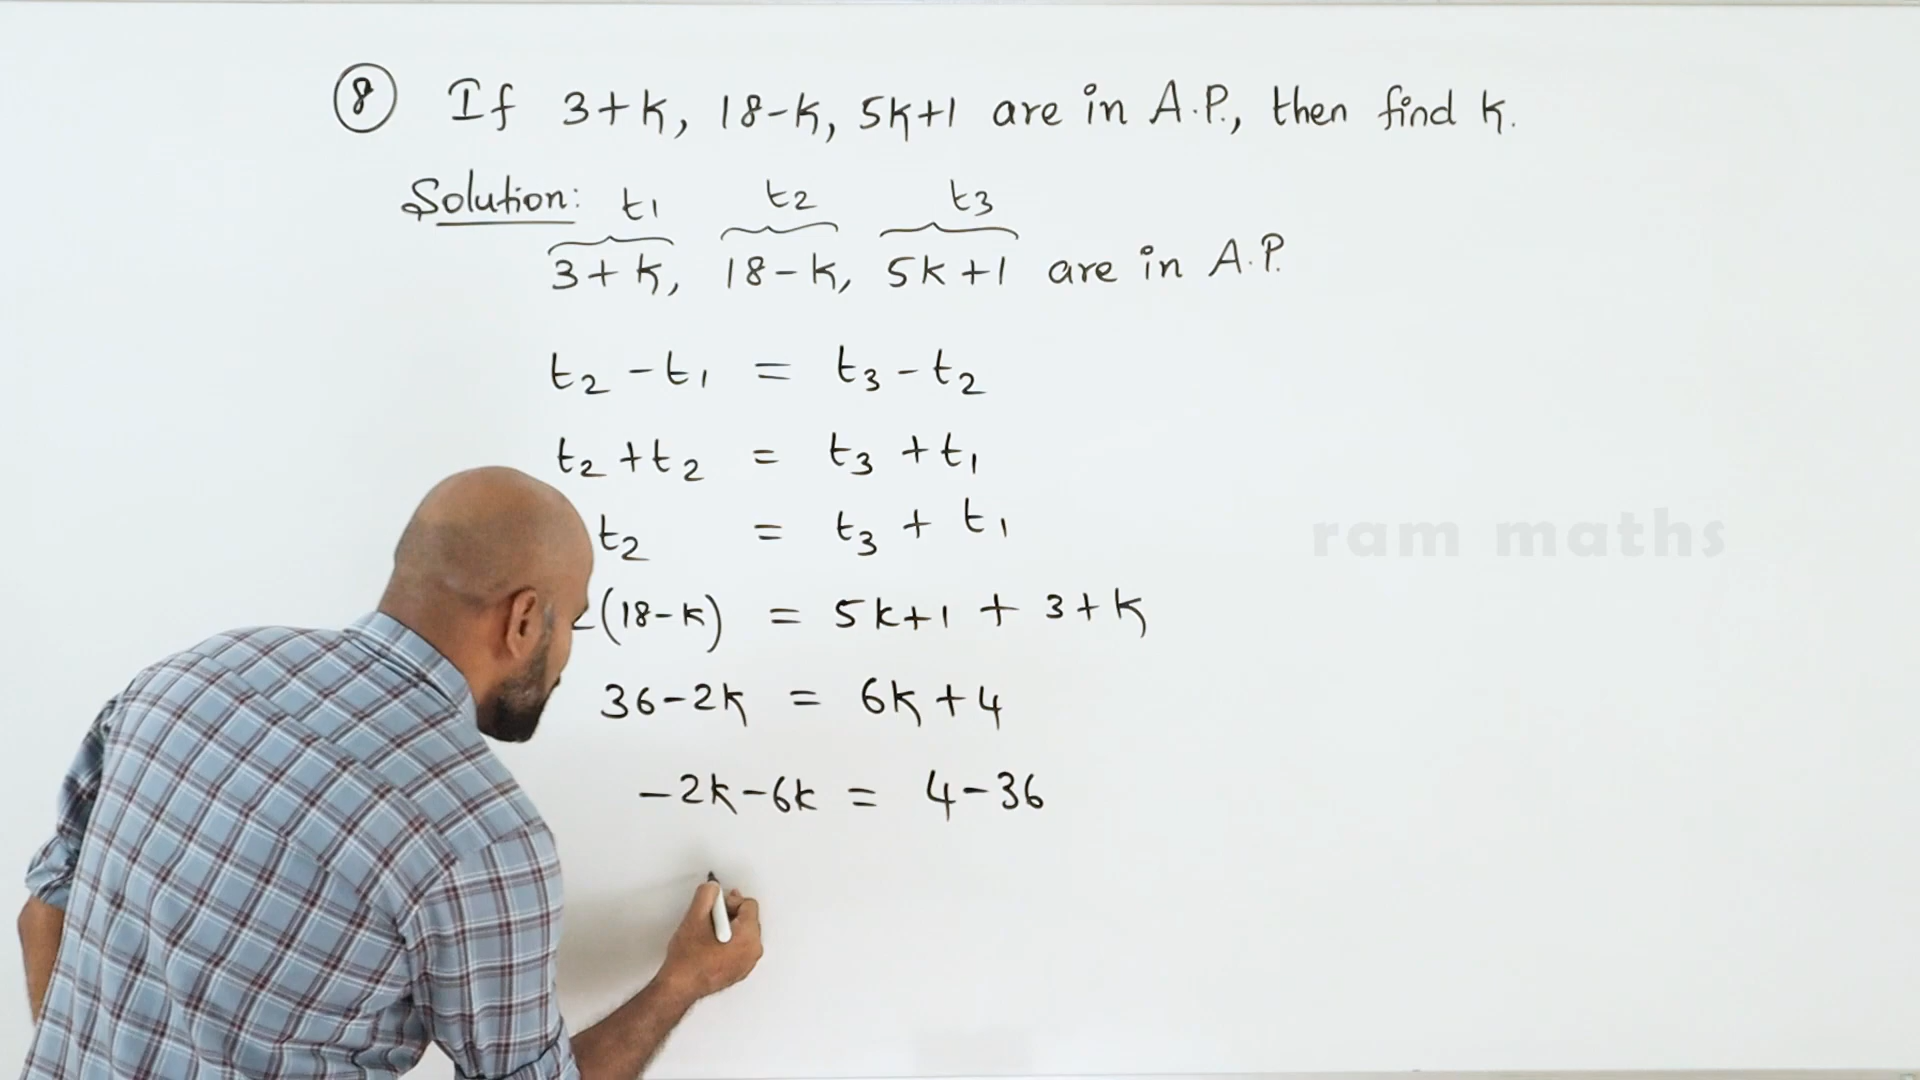 8 If 3+k, 18-k, 5k+1 are in A.P., then find k.
Solution: t1 t2 t3
3+k, 18-k, 5k+1 are in A.P.
t2 - t1 = t3 - t2
t2 + t2 = t3 + t1
t2 = t3 + t1
(18-k) = 5k+1 + 3+k
36-2k = 6k+4
-2k-6k = 4-36
ram maths